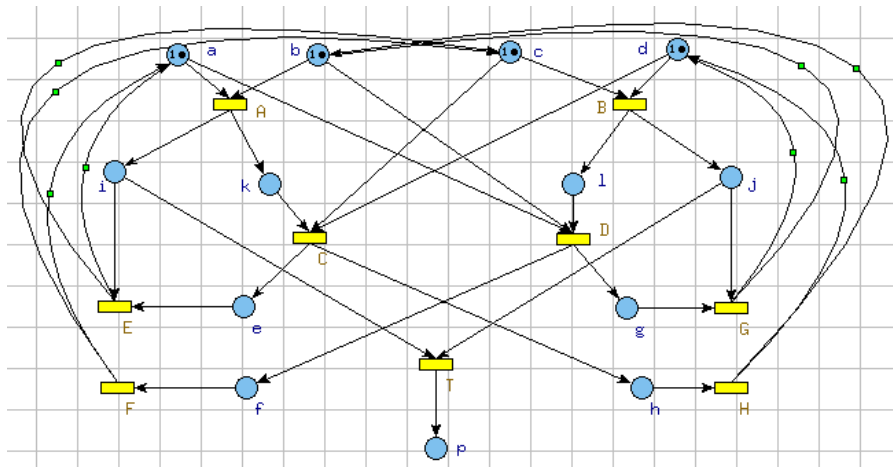 1 a b 1 1 c d 1
A B
i k l j
C D
E e g G
F f T h H
p